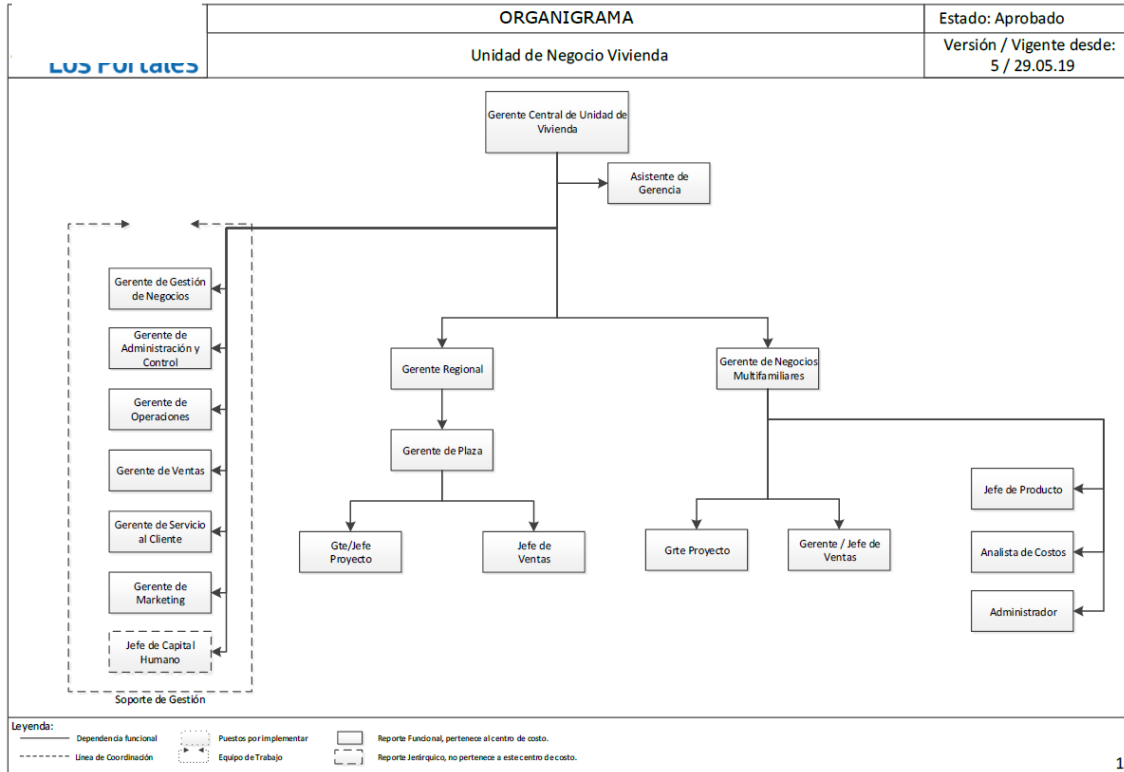 ORGANIGRAMA
Estado: Aprobado
Los Portales
Unidad de Negocio Vivienda
Versión / Vigente desde:
5 / 29.05.19
Gerente Central de Unidad de
Vivienda
Asistente de
Gerencia
Gerente de Gestión
de Negocios
Gerente de
Administración y
Control
Gerente de
Operaciones
Gerente de Ventas
Gerente de Servicio
al Cliente
Gerente de
Marketing
Jefe de Capital
Humano
Soporte de Gestión
Gerente Regional
Gerente de Plaza
Gte/Jefe
Proyecto
Jefe de
Ventas
Gerente de Negocios
Multifamiliares
Grte Proyecto
Gerente / Jefe de
Ventas
Jefe de Producto
Analista de Costos
Administrador
Leyenda:
Dependencia funcional
Puestos por implementar
Reporte Funcional, pertenece al centro de costo.
Línea de Coordinación
Equipo de Trabajo
Reporte Jerárquico, no pertenece a este centro de costo.
1